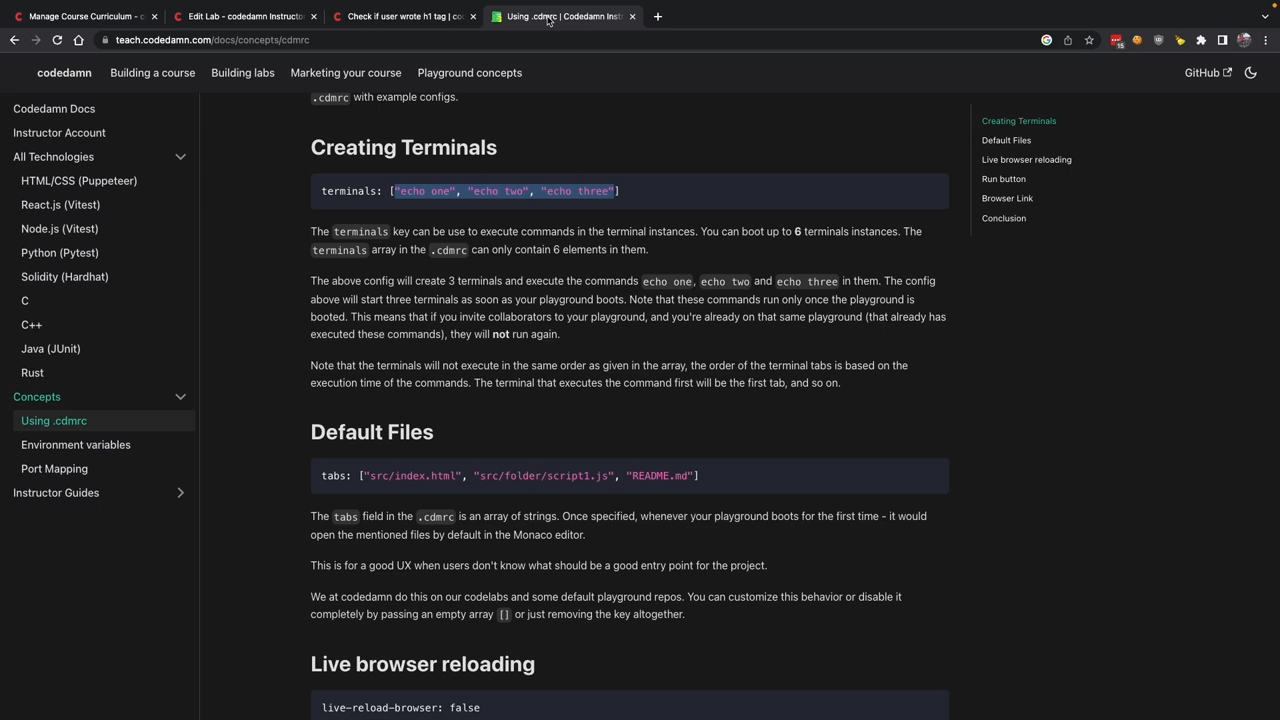 Manage Course Curriculum - c
Edit Lab - codedamn Instructor
Check if user wrote h1 tag | co
Using .cdmrc | Codedamn Inst
teach.codedamn.com/docs/concepts/cdmrc
15
codedamn
Building a course
Building labs
Marketing your course
Playground concepts
GitHub
Codedamn Docs
Instructor Account
All Technologies
HTML/CSS (Puppeteer)
React.js (Vitest)
Node.js (Vitest)
Python (Pytest)
Solidity (Hardhat)
C
C++
Java (JUnit)
Rust
Concepts
Using .cdmrc
Environment variables
Port Mapping
Instructor Guides
.cdmrc with example configs.
Creating Terminals
terminals: ["echo one", "echo two", "echo three"]
The terminals key can be use to execute commands in the terminal instances. You can boot up to 6 terminals instances. The
terminals array in the .cdmrc can only contain 6 elements in them.
The above config will create 3 terminals and execute the commands echo one, echo two and echo three in them. The config
above will start three terminals as soon as your playground boots. Note that these commands run only once the playground is
booted. This means that if you invite collaborators to your playground, and you're already on that same playground (that already has
executed these commands), they will not run again.
Note that the terminals will not execute in the same order as given in the array, the order of the terminal tabs is based on the
execution time of the commands. The terminal that executes the command first will be the first tab, and so on.
Default Files
tabs: ["src/index.html", "src/folder/script1.js", "README.md"]
The tabs field in the .cdmrc is an array of strings. Once specified, whenever your playground boots for the first time - it would
open the mentioned files by default in the Monaco editor.
This is for a good UX when users don't know what should be a good entry point for the project.
We at codedamn do this on our codelabs and some default playground repos. You can customize this behavior or disable it
completely by passing an empty array [] or just removing the key altogether.
Live browser reloading
live-reload-browser: false
Creating Terminals
Default Files
Live browser reloading
Run button
Browser Link
Conclusion